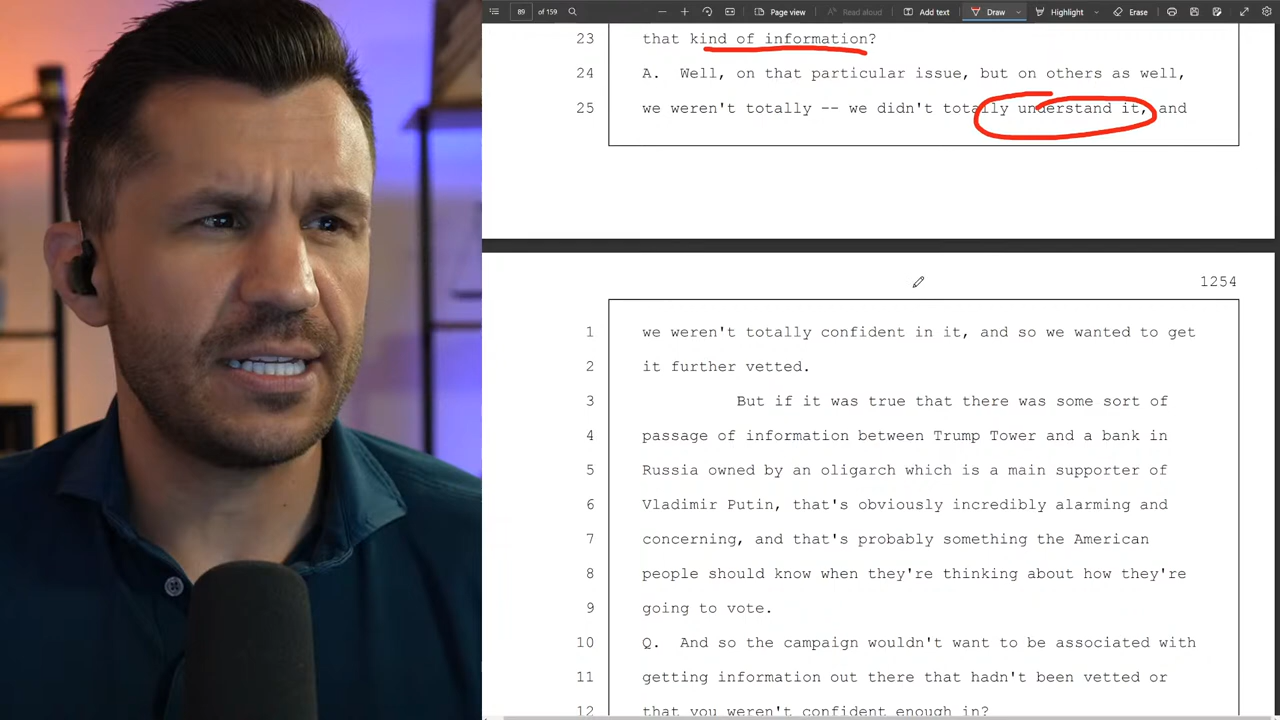 89 of 159 Page view Read aloud Add text Draw Highlight Erase
23 that kind of information?
24 A. Well, on that particular issue, but on others as well,
25 we weren't totally -- we didn't totally understand it, and
1254
1 we weren't totally confident in it, and so we wanted to get
2 it further vetted.
3 But if it was true that there was some sort of
4 passage of information between Trump Tower and a bank in
5 Russia owned by an oligarch which is a main supporter of
6 Vladimir Putin, that's obviously incredibly alarming and
7 concerning, and that's probably something the American
8 people should know when they're thinking about how they're
9 going to vote.
10 Q. And so the campaign wouldn't want to be associated with
11 getting information out there that hadn't been vetted or
12 that you weren't confident enough in?